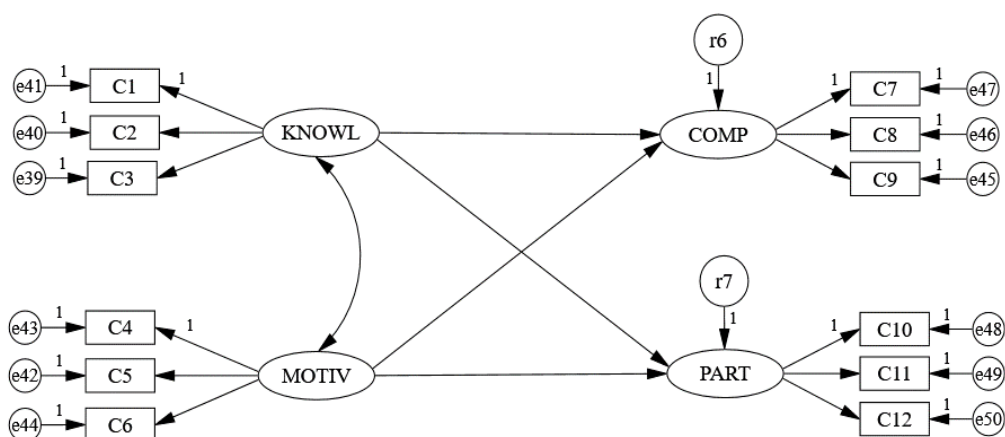 r6
e41 1 C1 1
C7 1 e47
1
e40 1 C2
KNOWL
1
COMP
C8 1 e46
e39 1 C3
C9 1 e45
r7
e43 1 C4 1
1
1
C10 1 e48
e42 1 C5
MOTIV
PART
C11 1 e49
e44 1 C6
C12 1 e50